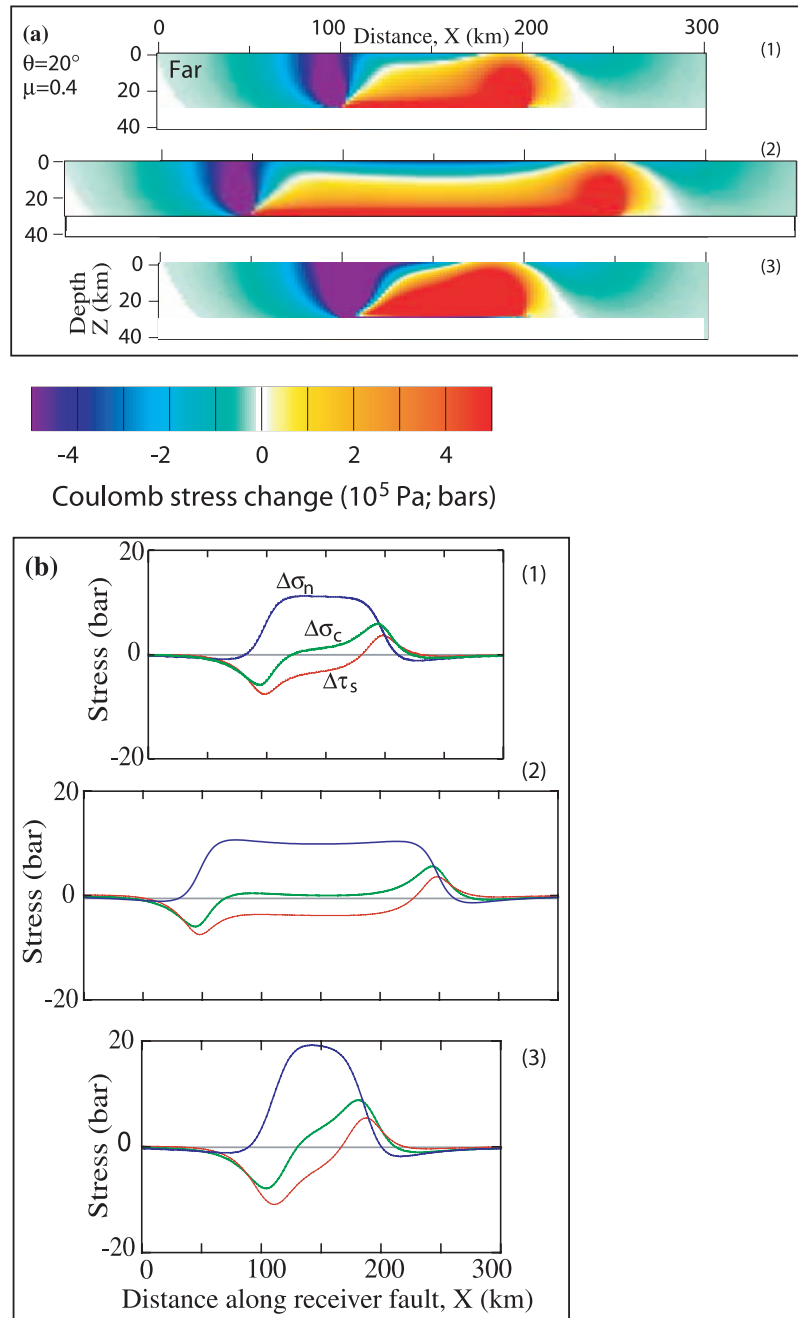 (a)
0 100 Distance, X (km) 200 300
θ=20°
μ=0.4
Far
(1)
0
20
40
(2)
0
20
40
(3)
0
20
40
Depth
Z (km)
-4 -2 0 2 4
Coulomb stress change (10⁵ Pa; bars)
(b)
(1)
20
0
-20
Stress (bar)
Δσn
Δσc
Δτs
(2)
20
0
-20
Stress (bar)
(3)
20
0
-20
Stress (bar)
0 100 200 300
Distance along receiver fault, X (km)